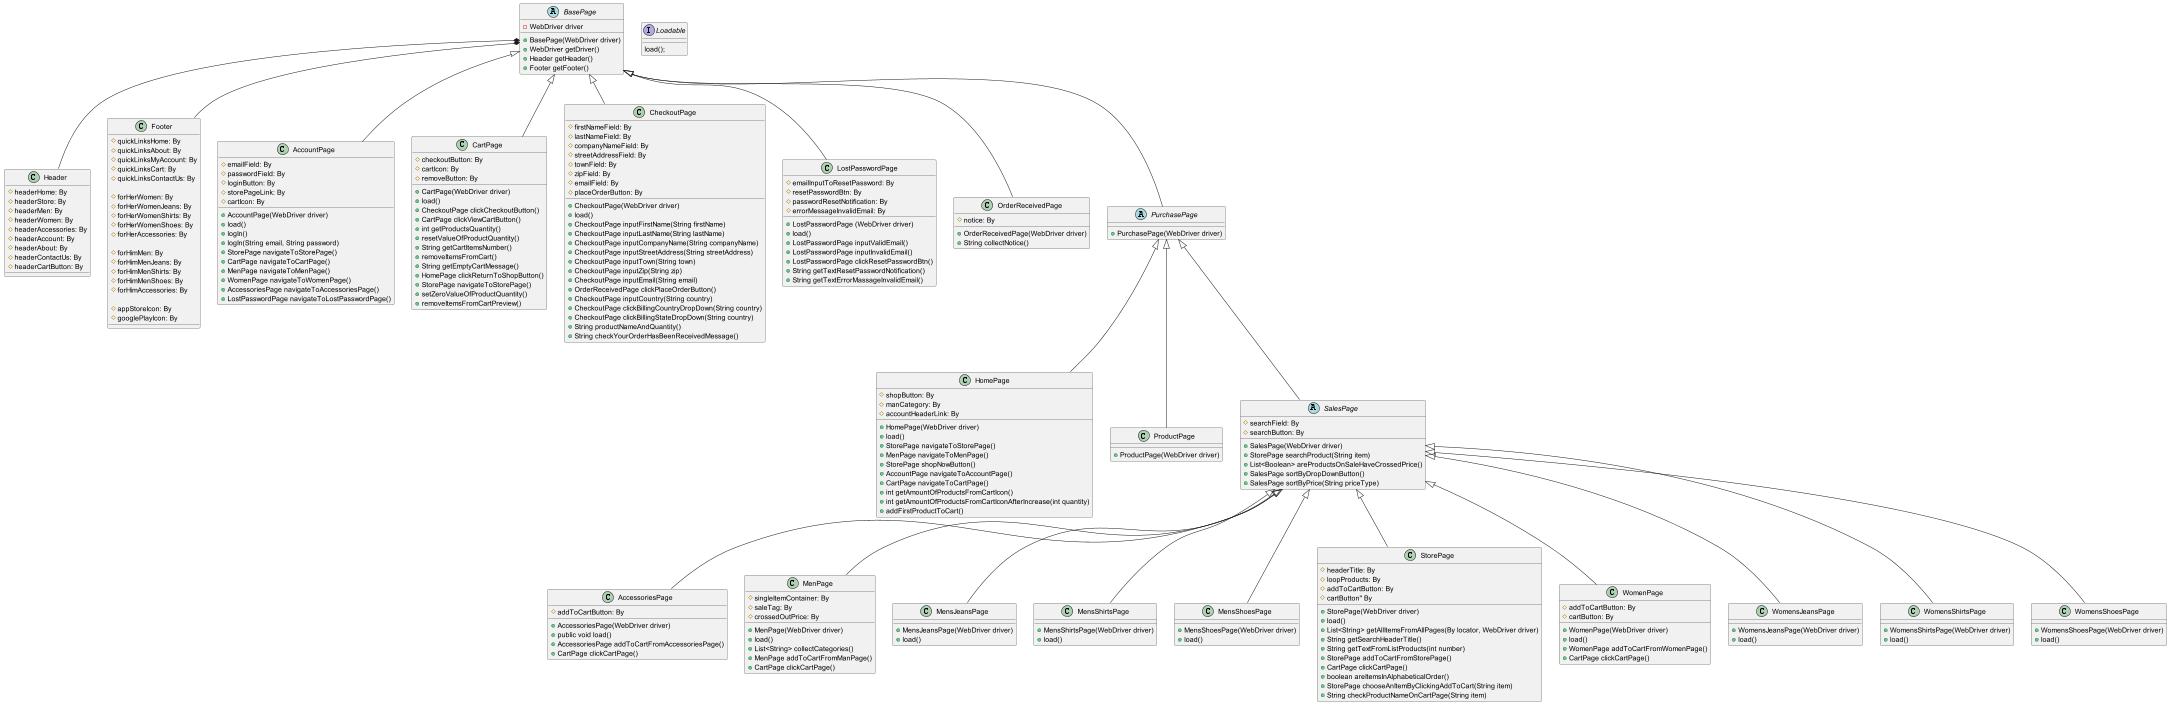 A BasePage
WebDriver driver
BasePage(WebDriver driver)
WebDriver getDriver()
Header getHeader()
Footer getFooter()
I Loadable
load();
C Header
headerHome: By
headerStore: By
headerMen: By
headerWomen: By
headerAccessories: By
headerAccount: By
headerAbout: By
headerContactUs: By
headerCartButton: By
C Footer
quickLinksHome: By
quickLinksAbout: By
quickLinksMyAccount: By
quickLinksCart: By
quickLinksContactUs: By
forHerWomen: By
forHerWomenJeans: By
forHerWomenShirts: By
forHerWomenShoes: By
forHerAccessories: By
forHimMen: By
forHimMenJeans: By
forHimMenShirts: By
forHimMenShoes: By
forHimAccessories: By
appStoreIcon: By
googlePlayIcon: By
C AccountPage
emailField: By
passwordField: By
loginButton: By
storePageLink: By
cartIcon: By
AccountPage(WebDriver driver)
load()
logIn()
logIn(String email, String password)
StorePage navigateToStorePage()
CartPage navigateToCartPage()
MenPage navigateToMenPage()
WomenPage navigateToWomenPage()
AccessoriesPage navigateToAccessoriesPage()
LostPasswordPage navigateToLostPasswordPage()
C CartPage
checkoutButton: By
cartIcon: By
removeButton: By
CartPage(WebDriver driver)
load()
CheckoutPage clickCheckoutButton()
CartPage clickViewCartButton()
int getProductsQuantity()
resetValueOfProductQuantity()
String getCartItemsNumber()
removeItemsFromCart()
String getEmptyCartMessage()
HomePage clickReturnToShopButton()
StorePage navigateToStorePage()
setZeroValueOfProductQuantity()
removeItemsFromCartPreview()
C CheckoutPage
firstNameField: By
lastNameField: By
companyNameField: By
streetAddressField: By
townField: By
zipField: By
emailField: By
placeOrderButton: By
CheckoutPage(WebDriver driver)
load()
CheckoutPage inputFirstName(String firstName)
CheckoutPage inputLastName(String lastName)
CheckoutPage inputCompanyName(String companyName)
CheckoutPage inputStreetAddress(String streetAddress)
CheckoutPage inputTown(String town)
CheckoutPage inputZip(String zip)
CheckoutPage inputEmail(String email)
OrderReceivedPage clickPlaceOrderButton()
CheckoutPage inputCountry(String country)
CheckoutPage clickBillingCountryDropDown(String country)
CheckoutPage clickBillingStateDropDown(String country)
String productNameAndQuantity()
String checkYourOrderHasBeenReceivedMessage()
C LostPasswordPage
emailInputToResetPassword: By
resetPasswordBtn: By
passwordResetNotification: By
errorMessageInvalidEmail: By
LostPasswordPage (WebDriver driver)
load()
LostPasswordPage inputValidEmail()
LostPasswordPage inputInvalidEmail()
LostPasswordPage clickResetPasswordBtn()
String getTextResetPasswordNotification()
String getTextErrorMassageInvalidEmail()
C OrderReceivedPage
notice: By
OrderReceivedPage(WebDriver driver)
String collectNotice()
A PurchasePage
PurchasePage(WebDriver driver)
C HomePage
shopButton: By
manCategory: By
accountHeaderLink: By
HomePage(WebDriver driver)
load()
StorePage navigateToStorePage()
MenPage navigateToMenPage()
StorePage shopNowButton()
AccountPage navigateToAccountPage()
CartPage navigateToCartPage()
int getAmountOfProductsFromCartIcon()
int getAmountOfProductsFromCartIconAfterIncrease(int quantity)
addFirstProductToCart()
C ProductPage
ProductPage(WebDriver driver)
A SalesPage
searchField: By
searchButton: By
SalesPage(WebDriver driver)
StorePage searchProduct(String item)
List<Boolean> areProductsOnSaleHaveCrossedPrice()
SalesPage sortByDropDownButton()
SalesPage sortByPrice(String priceType)
C AccessoriesPage
addToCartButton: By
AccessoriesPage(WebDriver driver)
public void load()
AccessoriesPage addToCartFromAccessoriesPage()
CartPage clickCartPage()
C MenPage
singleItemContainer: By
saleTag: By
crossedOutPrice: By
MenPage(WebDriver driver)
load()
List<String> collectCategories()
MenPage addToCartFromManPage()
CartPage clickCartPage()
C MensJeansPage
MensJeansPage(WebDriver driver)
load()
C MensShirtsPage
MensShirtsPage(WebDriver driver)
load()
C MensShoesPage
MensShoesPage(WebDriver driver)
load()
C StorePage
headerTitle: By
loopProducts: By
addToCartButton: By
cartButton" By
StorePage(WebDriver driver)
load()
List<String> getAllItemsFromAllPages(By locator, WebDriver driver)
String getSearchHeaderTitle()
String getTextFromListProducts(int number)
StorePage addToCartFromStorePage()
CartPage clickCartPage()
boolean areItemsInAlphabeticalOrder()
StorePage chooseAnItemByClickingAddToCart(String item)
String checkProductNameOnCartPage(String item)
C WomenPage
addToCartButton: By
cartButton: By
WomenPage(WebDriver driver)
load()
WomenPage addToCartFromWomenPage()
CartPage clickCartPage()
C WomensJeansPage
WomensJeansPage(WebDriver driver)
load()
C WomensShirtsPage
WomensShirtsPage(WebDriver driver)
load()
C WomensShoesPage
WomensShoesPage(WebDriver driver)
load()